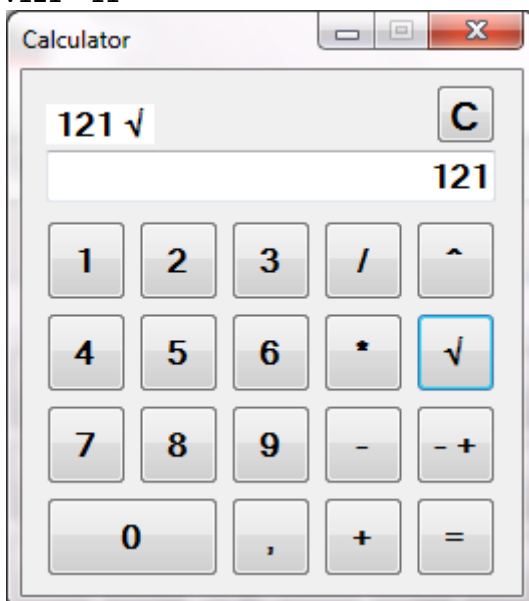 Calculator
121 √
C
121
1 2 3 / ^
4 5 6 * √
7 8 9 - - +
0 , + =